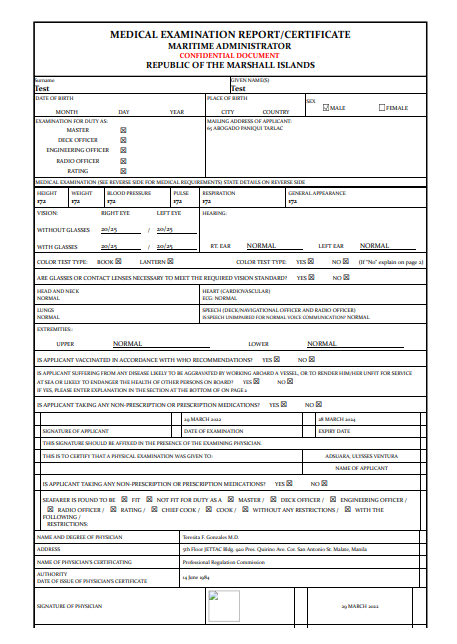 MEDICAL EXAMINATION REPORT/CERTIFICATE
MARITIME ADMINISTRATOR
CONFIDENTIAL DOCUMENT
REPUBLIC OF THE MARSHALL ISLANDS
Surname GIVEN NAME(S)
Test Test
DATE OF BIRTH PLACE OF BIRTH SEX
MONTH DAY YEAR CITY COUNTRY ☑ MALE ☐ FEMALE
EXAMINATION FOR DUTY AS: MAILING ADDRESS OF APPLICANT:
65 ABOGADO PANIQUI TARLAC
MASTER ☒
DECK OFFICER ☒
ENGINEERING OFFICER ☒
RADIO OFFICER ☒
RATING ☒
MEDICAL EXAMINATION (SEE REVERSE SIDE FOR MEDICAL REQUIREMENTS) STATE DETAILS ON REVERSE SIDE
HEIGHT WEIGHT BLOOD PRESSURE PULSE RESPIRATION GENERAL APPEARANCE
172 172 172 172 172 172
VISION: RIGHT EYE LEFT EYE HEARING:
WITHOUT GLASSES 20/25 / 20/25
WITH GLASSES 20/25 / 20/25 RT. EAR NORMAL LEFT EAR NORMAL
COLOR TEST TYPE: BOOK ☒ LANTERN ☒ COLOR TEST TYPE: YES ☒ NO ☒ (If "No" explain on page 2)
ARE GLASSES OR CONTACT LENSES NECESSARY TO MEET THE REQUIRED VISION STANDARD? YES ☒ NO ☒
HEAD AND NECK HEART (CARDIOVASCULAR)
NORMAL ECG. NORMAL
LUNGS SPEECH (DECK/NAVIGATIONAL OFFICER AND RADIO OFFICER)
NORMAL IS SPEECH UNIMPAIRED FOR NORMAL VOICE COMMUNICATION? NORMAL
EXTREMITIES:
UPPER NORMAL LOWER NORMAL
IS APPLICANT VACCINATED IN ACCORDANCE WITH WHO RECOMMENDATIONS? YES ☒ NO ☒
IS APPLICANT SUFFERING FROM ANY DISEASE LIKELY TO BE AGGRAVATED BY WORKING ABOARD A VESSEL, OR TO RENDER HIM/HER UNFIT FOR SERVICE
AT SEA OR LIKELY TO ENDANGER THE HEALTH OF OTHER PERSONS ON BOARD? YES ☒ NO ☒
IF YES, PLEASE ENTER EXPLANATION IN THE SECTION AT THE BOTTOM OF ON PAGE 2
IS APPLICANT TAKING ANY NON-PRESCRIPTION OR PRESCRIPTION MEDICATIONS? YES ☒ NO ☒
29 MARCH 2022 28 MARCH 2024
SIGNATURE OF APPLICANT DATE OF EXAMINATION EXPIRY DATE
THIS SIGNATURE SHOULD BE AFFIXED IN THE PRESENCE OF THE EXAMINING PHYSICIAN.
THIS IS TO CERTIFY THAT A PHYSICAL EXAMINATION WAS GIVEN TO: ADSUARA, ULISSES VENTURA
NAME OF APPLICANT
IS APPLICANT TAKING ANY NON-PRESCRIPTION OR PRESCRIPTION MEDICATIONS? YES ☒ NO ☒
SEAFARER IS FOUND TO BE ☒ FIT ☒ NOT FIT FOR DUTY AS A ☒ MASTER / ☒ DECK OFFICER / ☒ ENGINEERING OFFICER /
☒ RADIO OFFICER / ☒ RATING / ☒ CHIEF COOK / ☒ COOK / ☒ WITHOUT ANY RESTRICTIONS / ☒ WITH THE
FOLLOWING /
RESTRICTIONS:
NAME AND DEGREE OF PHYSICIAN Teresita F. Gonzales M.D.
ADDRESS 5th Floor JETTAC Bldg. 920 Pres. Quirino Ave. Cor. San Antonio St. Malate, Manila
NAME OF PHYSICIAN'S CERTIFICATING Professional Regulation Commission
AUTHORITY
DATE OF ISSUE OF PHYSICIAN'S CERTIFICATE 14 June 1984
SIGNATURE OF PHYSICIAN 29 MARCH 2022